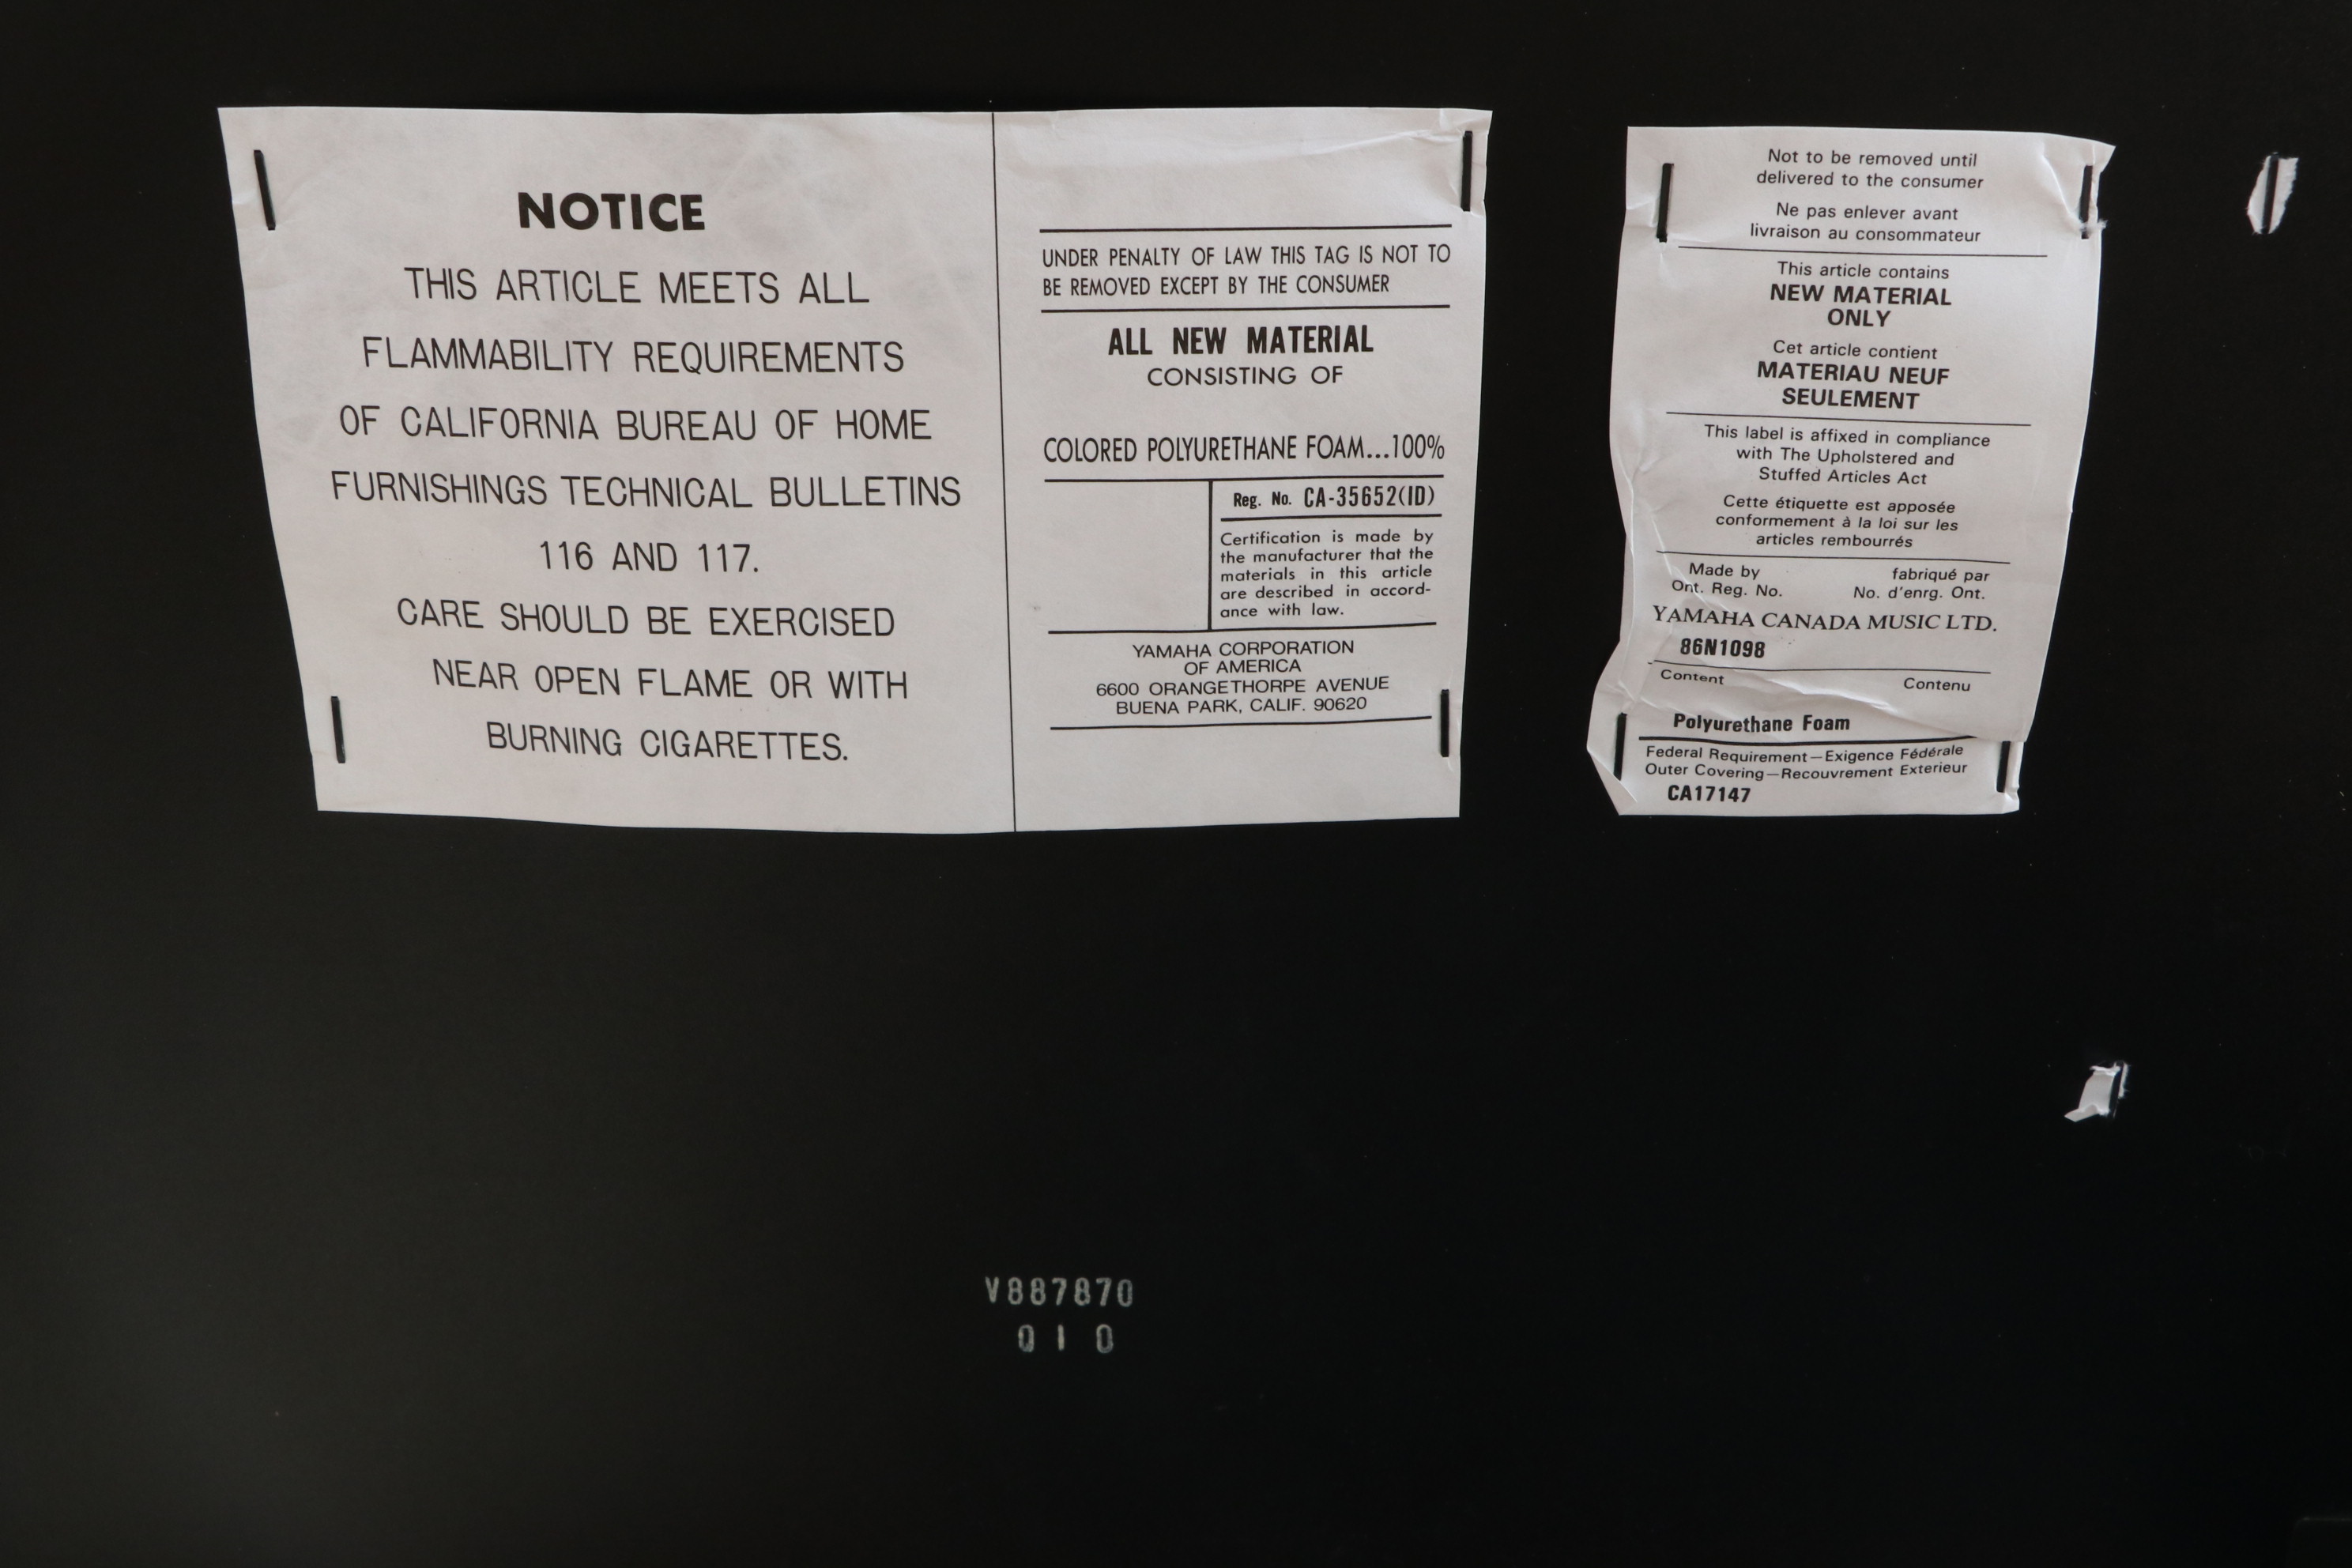 NOTICE
THIS ARTICLE MEETS ALL
FLAMMABILITY REQUIREMENTS
OF CALIFORNIA BUREAU OF HOME
FURNISHINGS TECHNICAL BULLETINS
116 AND 117.
CARE SHOULD BE EXERCISED
NEAR OPEN FLAME OR WITH
BURNING CIGARETTES.
UNDER PENALTY OF LAW THIS TAG IS NOT TO
BE REMOVED EXCEPT BY THE CONSUMER
ALL NEW MATERIAL
CONSISTING OF
COLORED POLYURETHANE FOAM...100%
Reg. No. CA-35652(ID)
Certification is made by
the manufacturer that the
materials in this article
are described in accord-
ance with law.
YAMAHA CORPORATION
OF AMERICA
6600 ORANGETHORPE AVENUE
BUENA PARK, CALIF. 90620
Not to be removed until
delivered to the consumer
Ne pas enlever avant
livraison au consommateur
This article contains
NEW MATERIAL
ONLY
Cet article contient
MATERIAU NEUF
SEULEMENT
This label is affixed in compliance
with The Upholstered and
Stuffed Articles Act
Cette étiquette est apposée
conformement à la loi sur les
articles rembourrés
Made by fabriqué par
Ont. Reg. No. No. d'enrg. Ont.
YAMAHA CANADA MUSIC LTD.
86N1098
Content Contenu
Polyurethane Foam
Federal Requirement—Exigence Fédérale
Outer Covering—Recouvrement Exterieur
CA17147
V887870
Q I O